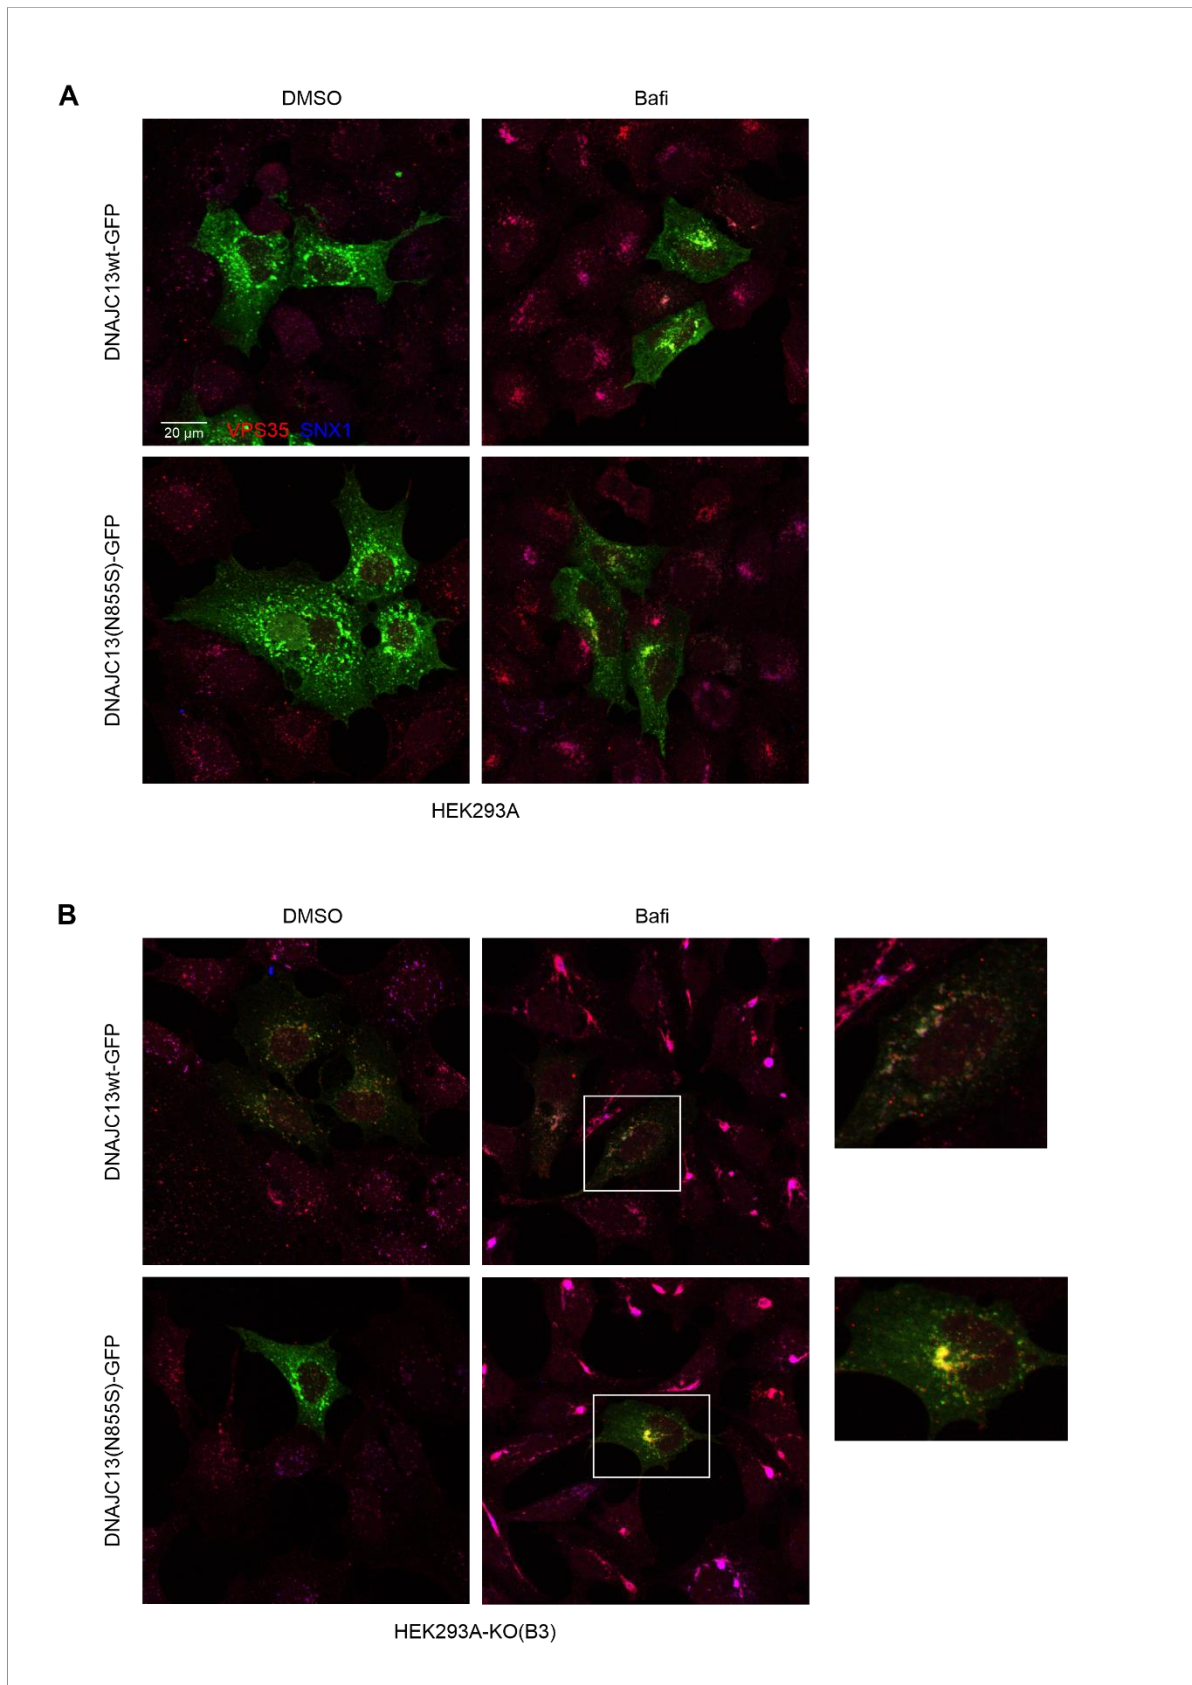 A
DMSO
Bafi
DNAJC13wt-GFP
20 µm
VPS35 SNX1
DNAJC13(N855S)-GFP
HEK293A
B
DMSO
Bafi
DNAJC13wt-GFP
DNAJC13(N855S)-GFP
HEK293A-KO(B3)